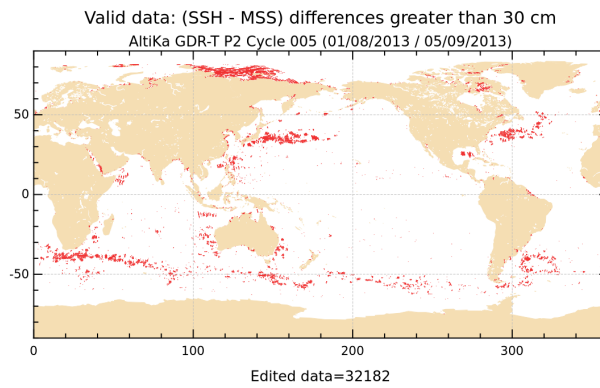 Valid data: (SSH - MSS) differences greater than 30 cm
AltiKa GDR-T P2 Cycle 005 (01/08/2013 / 05/09/2013)
50
0
-50
0 100 200 300
Edited data=32182